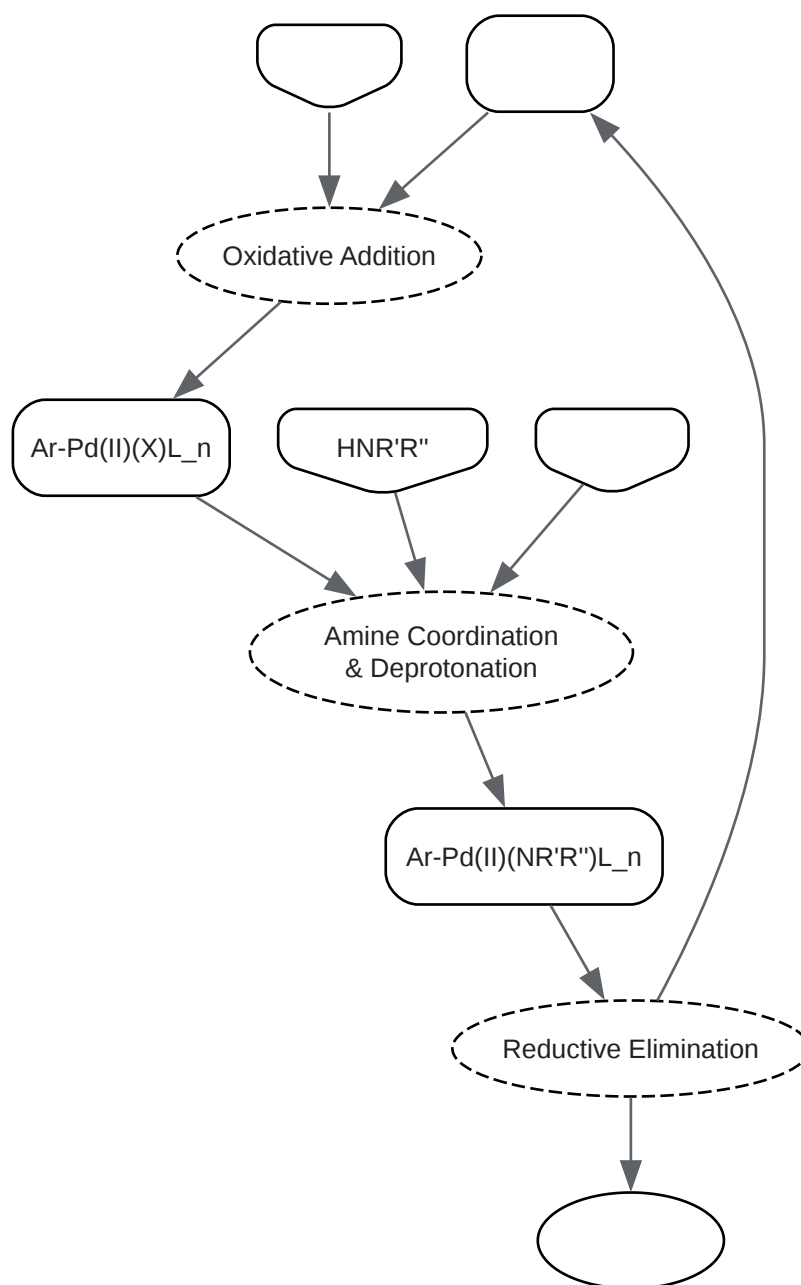 Oxidative Addition
Ar-Pd(II)(X)L_n
HNR'R''
Amine Coordination
& Deprotonation
Ar-Pd(II)(NR'R'')L_n
Reductive Elimination